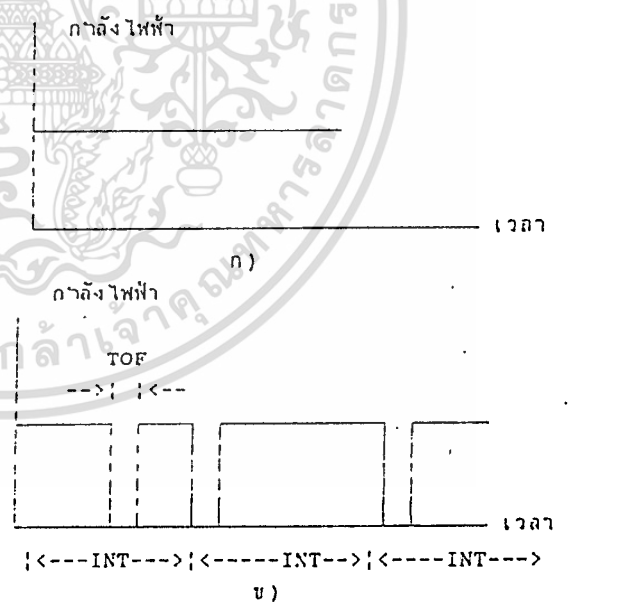 กำลังไฟฟ้า
เวลา
ก)
กำลังไฟฟ้า
TOF
-->¦ ¦<--
เวลา
¦<---INT--->¦<-----INT-->¦<----INT--->
ข)